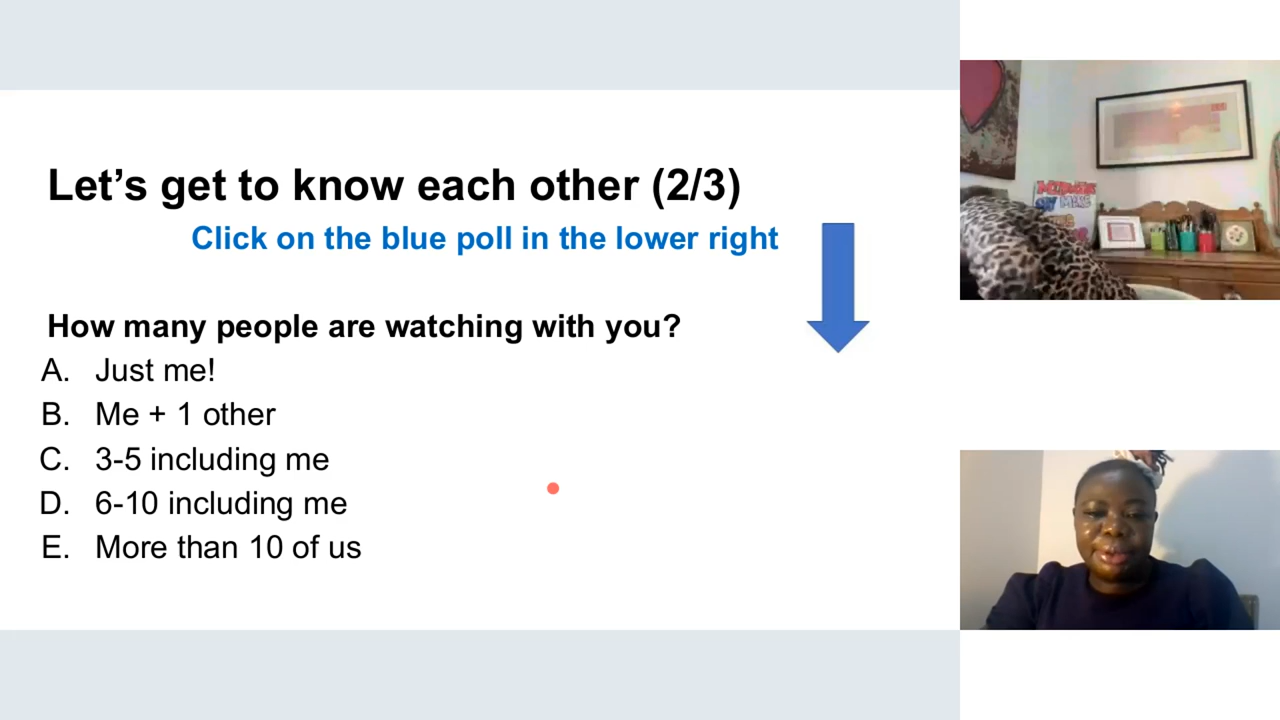 Let’s get to know each other (2/3)
Click on the blue poll in the lower right
How many people are watching with you?
A. Just me!
B. Me + 1 other
C. 3-5 including me
D. 6-10 including me
E. More than 10 of us